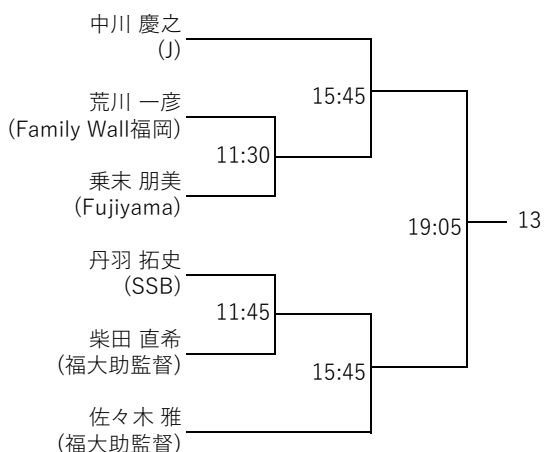 中川 慶之
(J)
15:45
荒川 一彦
(Family Wall福岡)
11:30
乗末 朋美
(Fujiyama)
19:05
13
丹羽 拓史
(SSB)
11:45
柴田 直希
(福大助監督)
15:45
佐々木 雅
(福大助監督)